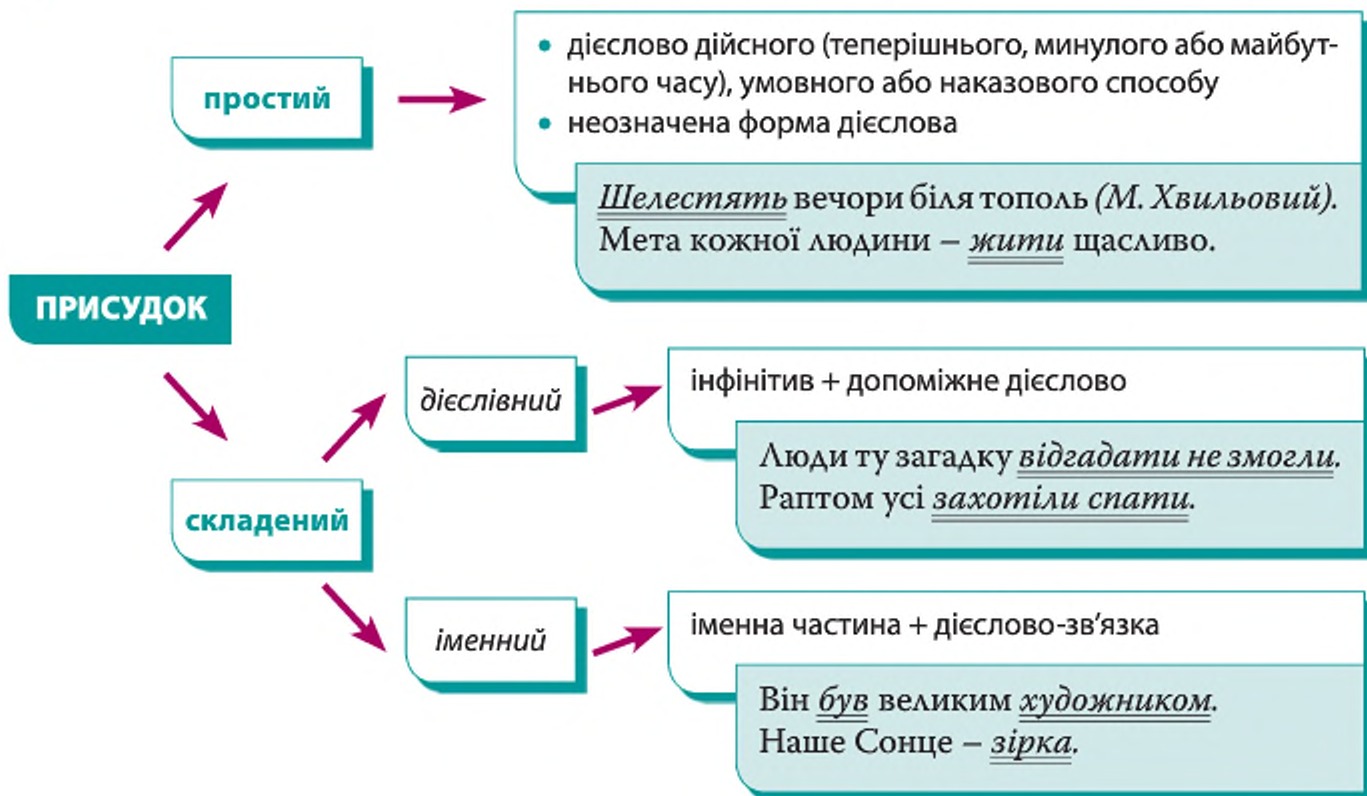 простий
• дієслово дійсного (теперішнього, минулого або майбут-
нього часу), умовного або наказового способу
• неозначена форма дієслова
Шелестять вечори біля тополь (М. Хвильовий).
Мета кожної людини – жити щасливо.
ПРИСУДОК
дієслівний
інфінітив + допоміжне дієслово
Люди ту загадку відгадати не змогли.
Раптом усі захотіли спати.
складений
іменний
іменна частина + дієслово-зв'язка
Він був великим художником.
Наше Сонце – зірка.